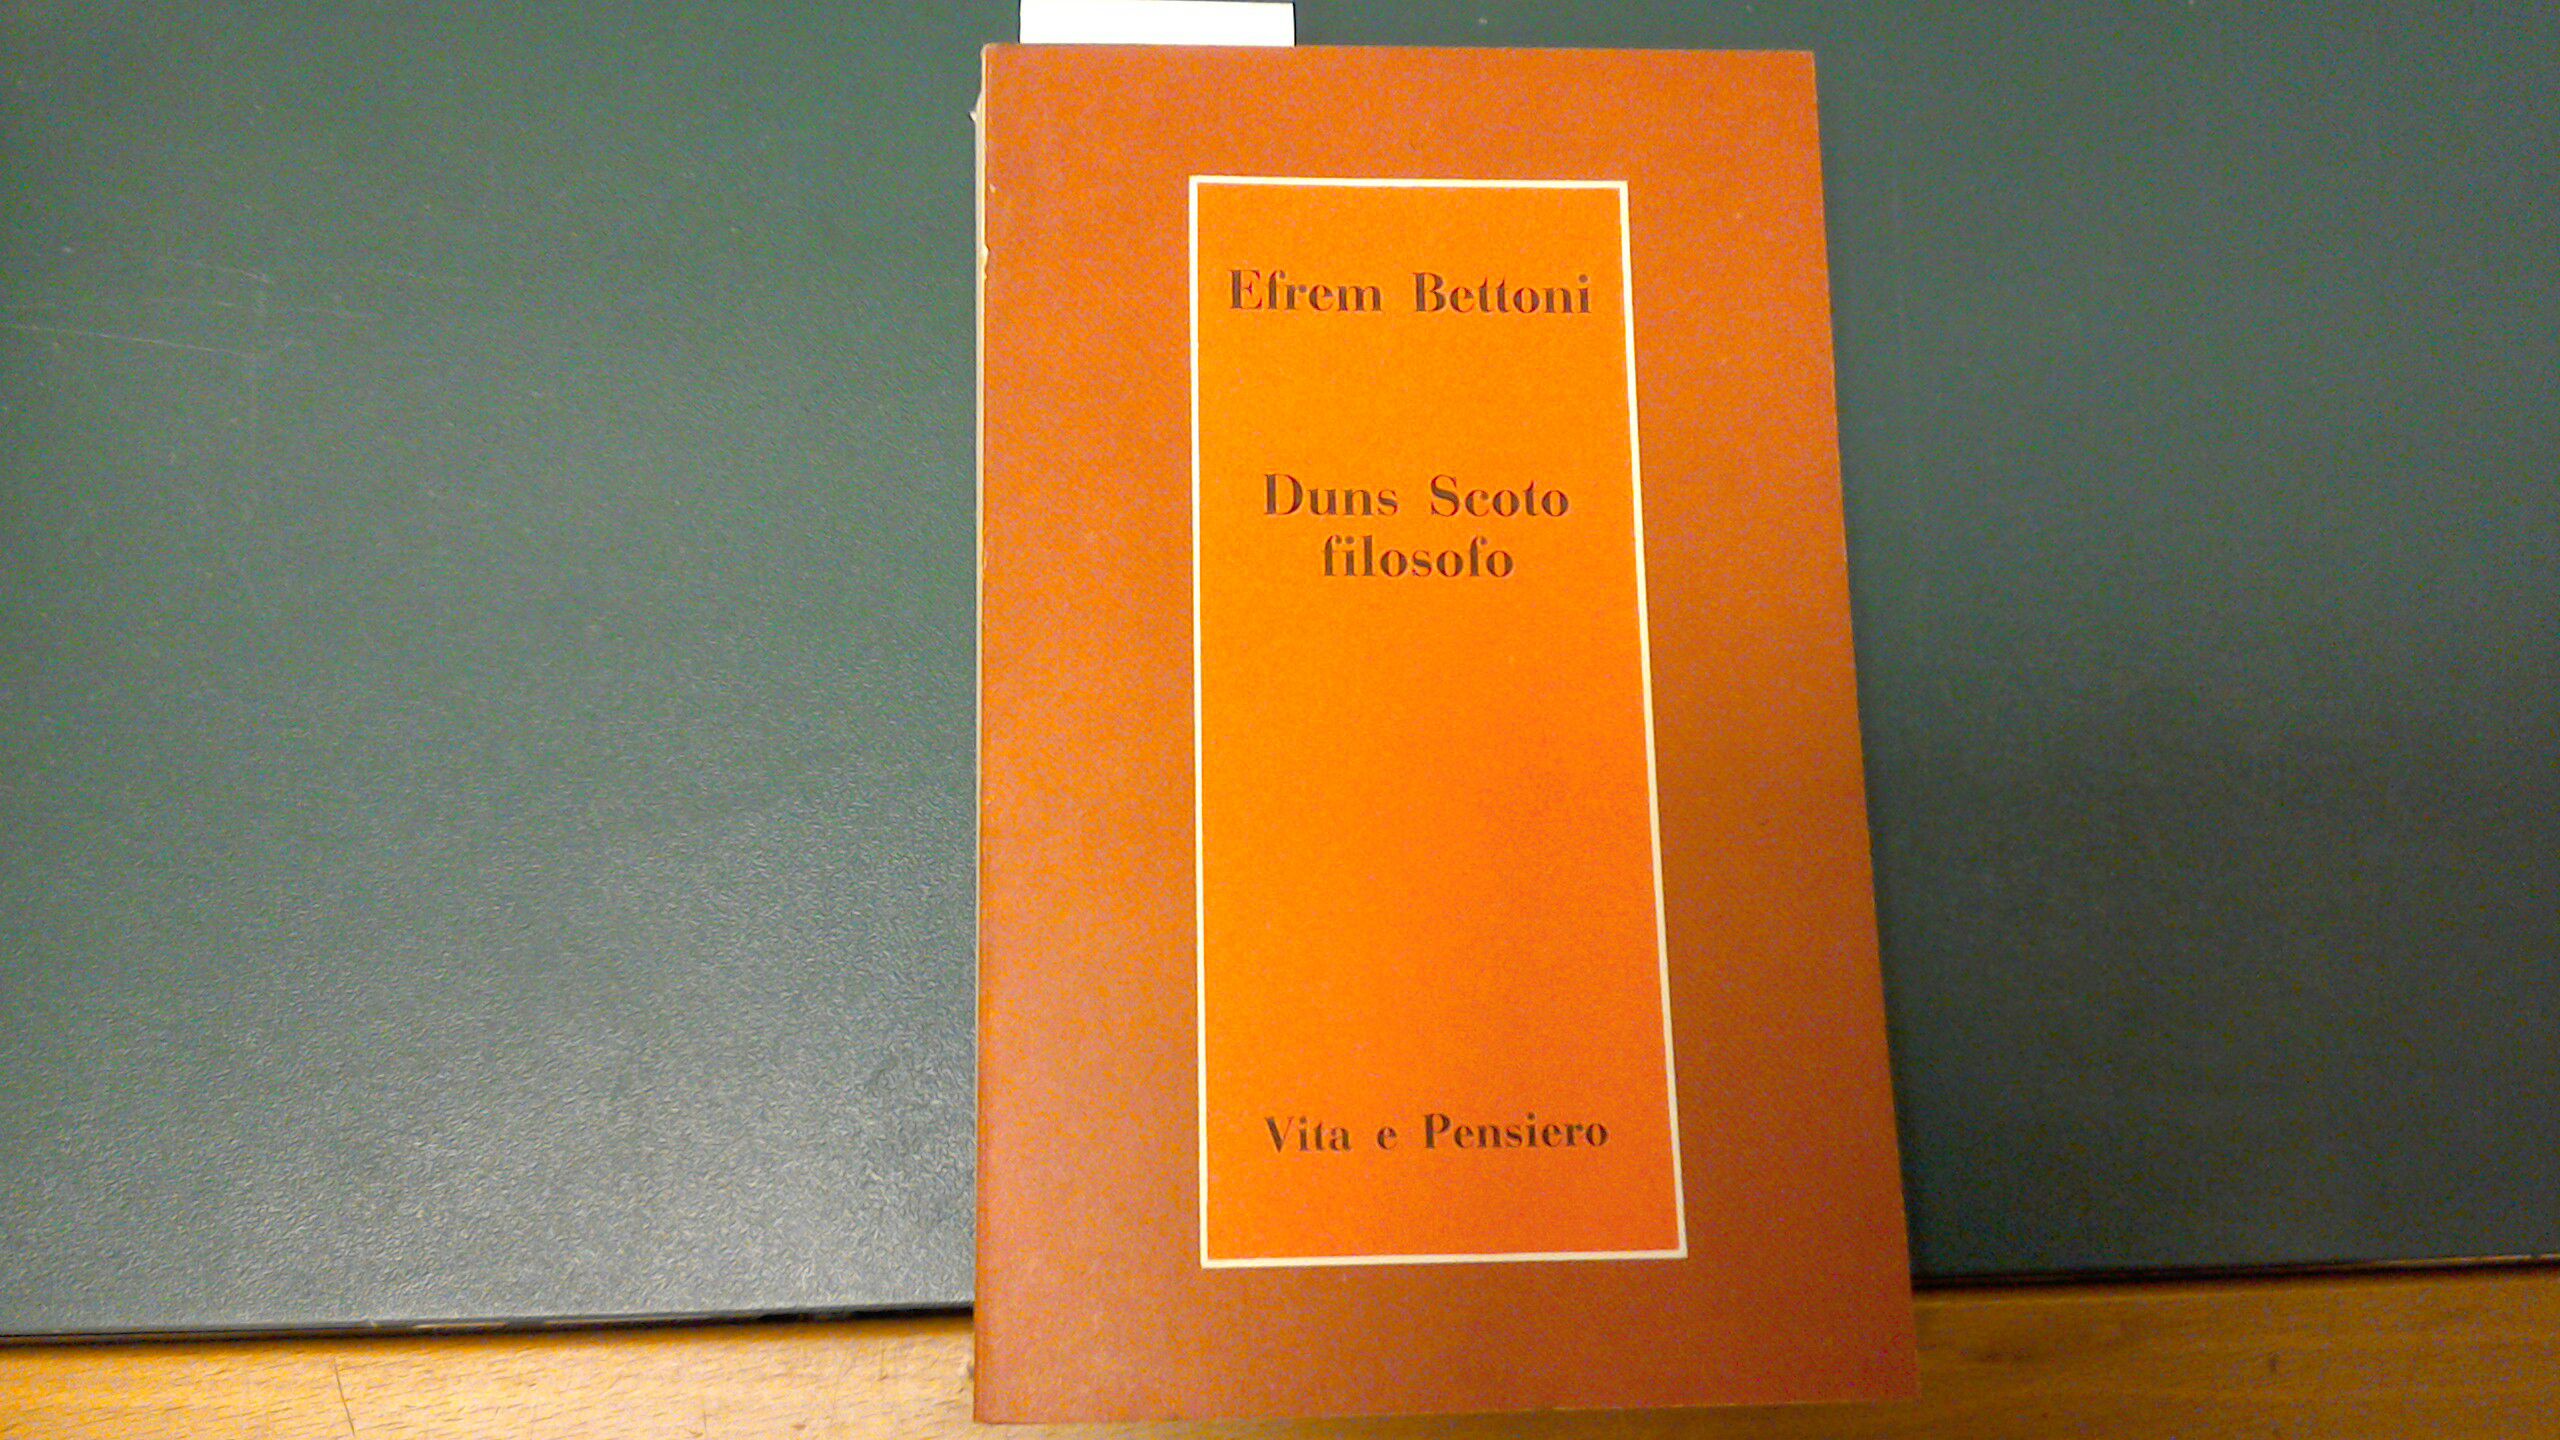 Efrem Bettoni
Duns Scoto
filosofo
Vita e Pensiero